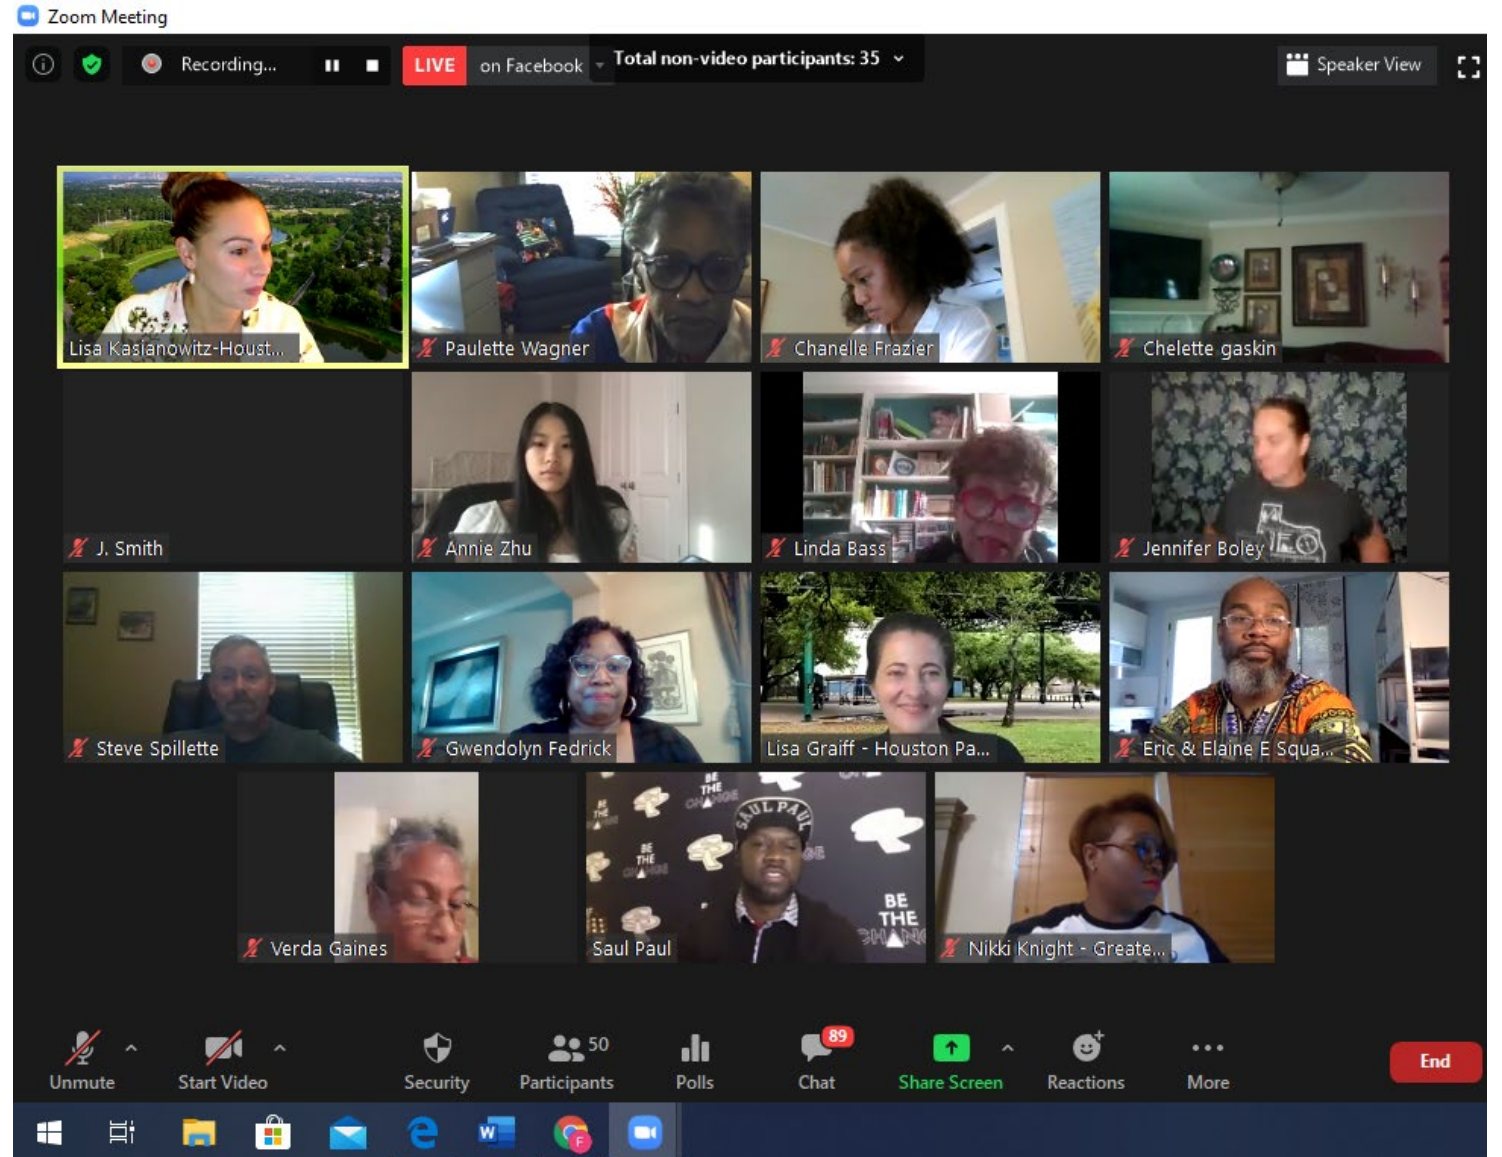 Zoom Meeting
Recording...
LIVE on Facebook
Total non-video participants: 35
Speaker View
Lisa Kasianowitz-Houst...
Paulette Wagner
Chanelle Frazier
Chelette gaskin
J. Smith
Annie Zhu
Linda Bass
Jennifer Boley
Steve Spillette
Gwendolyn Fedrick
Lisa Graiff - Houston Pa...
Eric & Elaine E Squa...
SAUL PAUL
BE
THE
CHANGE
BE
THE
CHANGE
BE
THE
Verda Gaines
Saul Paul
Nikki Knight - Greate...
Unmute
Start Video
Security
50
Participants
Polls
89
Chat
Share Screen
Reactions
More
End
W
F